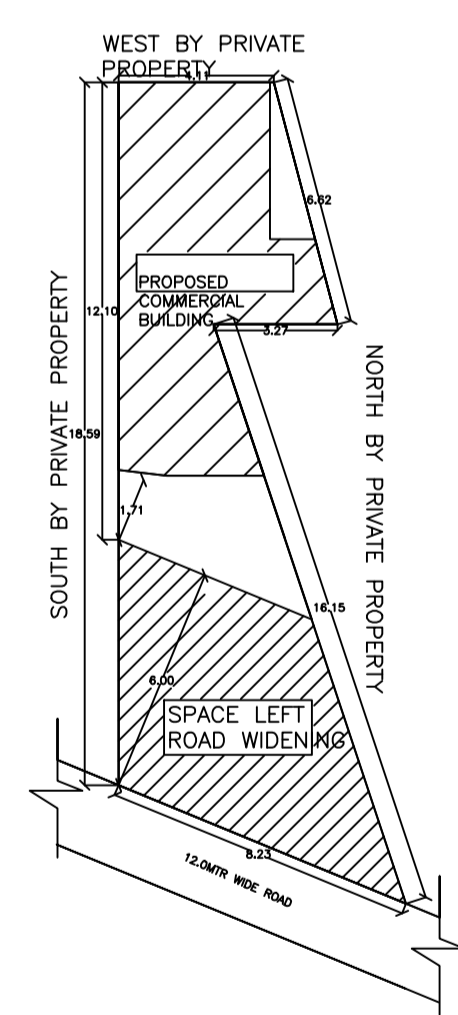 WEST BY PRIVATE
PROPERTY
4.11
6.62
PROPOSED
COMMERCIAL
BUILDING
12.10
3.27
SOUTH BY PRIVATE PROPERTY
18.59
NORTH BY PRIVATE PROPERTY
1.71
16.15
6.00
SPACE LEFT
ROAD WIDENING
8.23
12.0MTR WIDE ROAD